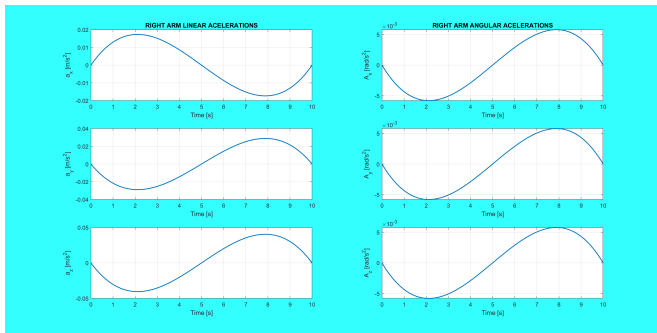 RIGHT ARM LINEAR ACELERATIONS
0.02
0.01
0
-0.01
-0.02
a_x [m/s^2]
0 1 2 3 4 5 6 7 8 9 10
Time [s]
0.04
0.02
0
-0.02
-0.04
a_y [m/s^2]
0 1 2 3 4 5 6 7 8 9 10
Time [s]
0.05
0
-0.05
a_z [m/s^2]
0 1 2 3 4 5 6 7 8 9 10
Time [s]
RIGHT ARM ANGULAR ACELERATIONS
×10^-3
5
0
-5
A_x [rad/s^2]
0 1 2 3 4 5 6 7 8 9 10
Time [s]
×10^-3
5
0
-5
A_y [rad/s^2]
0 1 2 3 4 5 6 7 8 9 10
Time [s]
×10^-3
5
0
-5
A_z [rad/s^2]
0 1 2 3 4 5 6 7 8 9 10
Time [s]